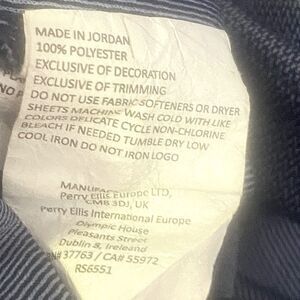 MADE IN JORDAN
100% POLYESTER
EXCLUSIVE OF DECORATION
EXCLUSIVE OF TRIMMING
DO NOT USE FABRIC SOFTENERS OR DRYER
SHEETS MACHINE WASH COLD WITH LIKE
COLORS DELICATE CYCLE NON-CHLORINE
BLEACH IF NEEDED TUMBLE DRY LOW
COOL IRON DO NOT IRON LOGO
Perry Ellis Europe LTD,
CM8 3DJ, UK
Perry Ellis International Europe
Olympic House
Pleasants Street
Dublin 8, Ireland
RN# 37763 / CA# 55972
RS6551